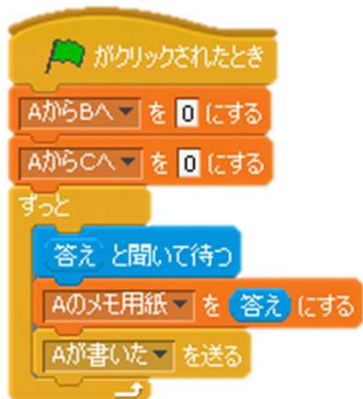 がクリックされたとき
AからBへ を 0 にする
AからCへ を 0 にする
ずっと
答え と聞いて待つ
Aのメモ用紙 を 答え にする
Aが書いた を送る